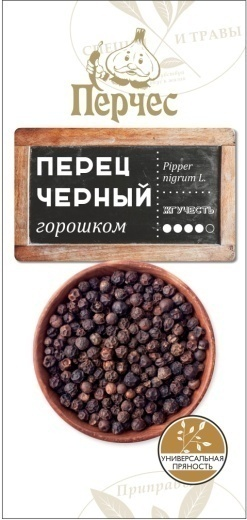 СПЕЦИИ И ТРАВЫ
Перчес
ПЕРЕЦ
ЧЕРНЫЙ
горошком
Pipper
nigrum L.
ЖГУЧЕСТЬ
УНИВЕРСАЛЬНАЯ
ПРЯНОСТЬ
Приправы